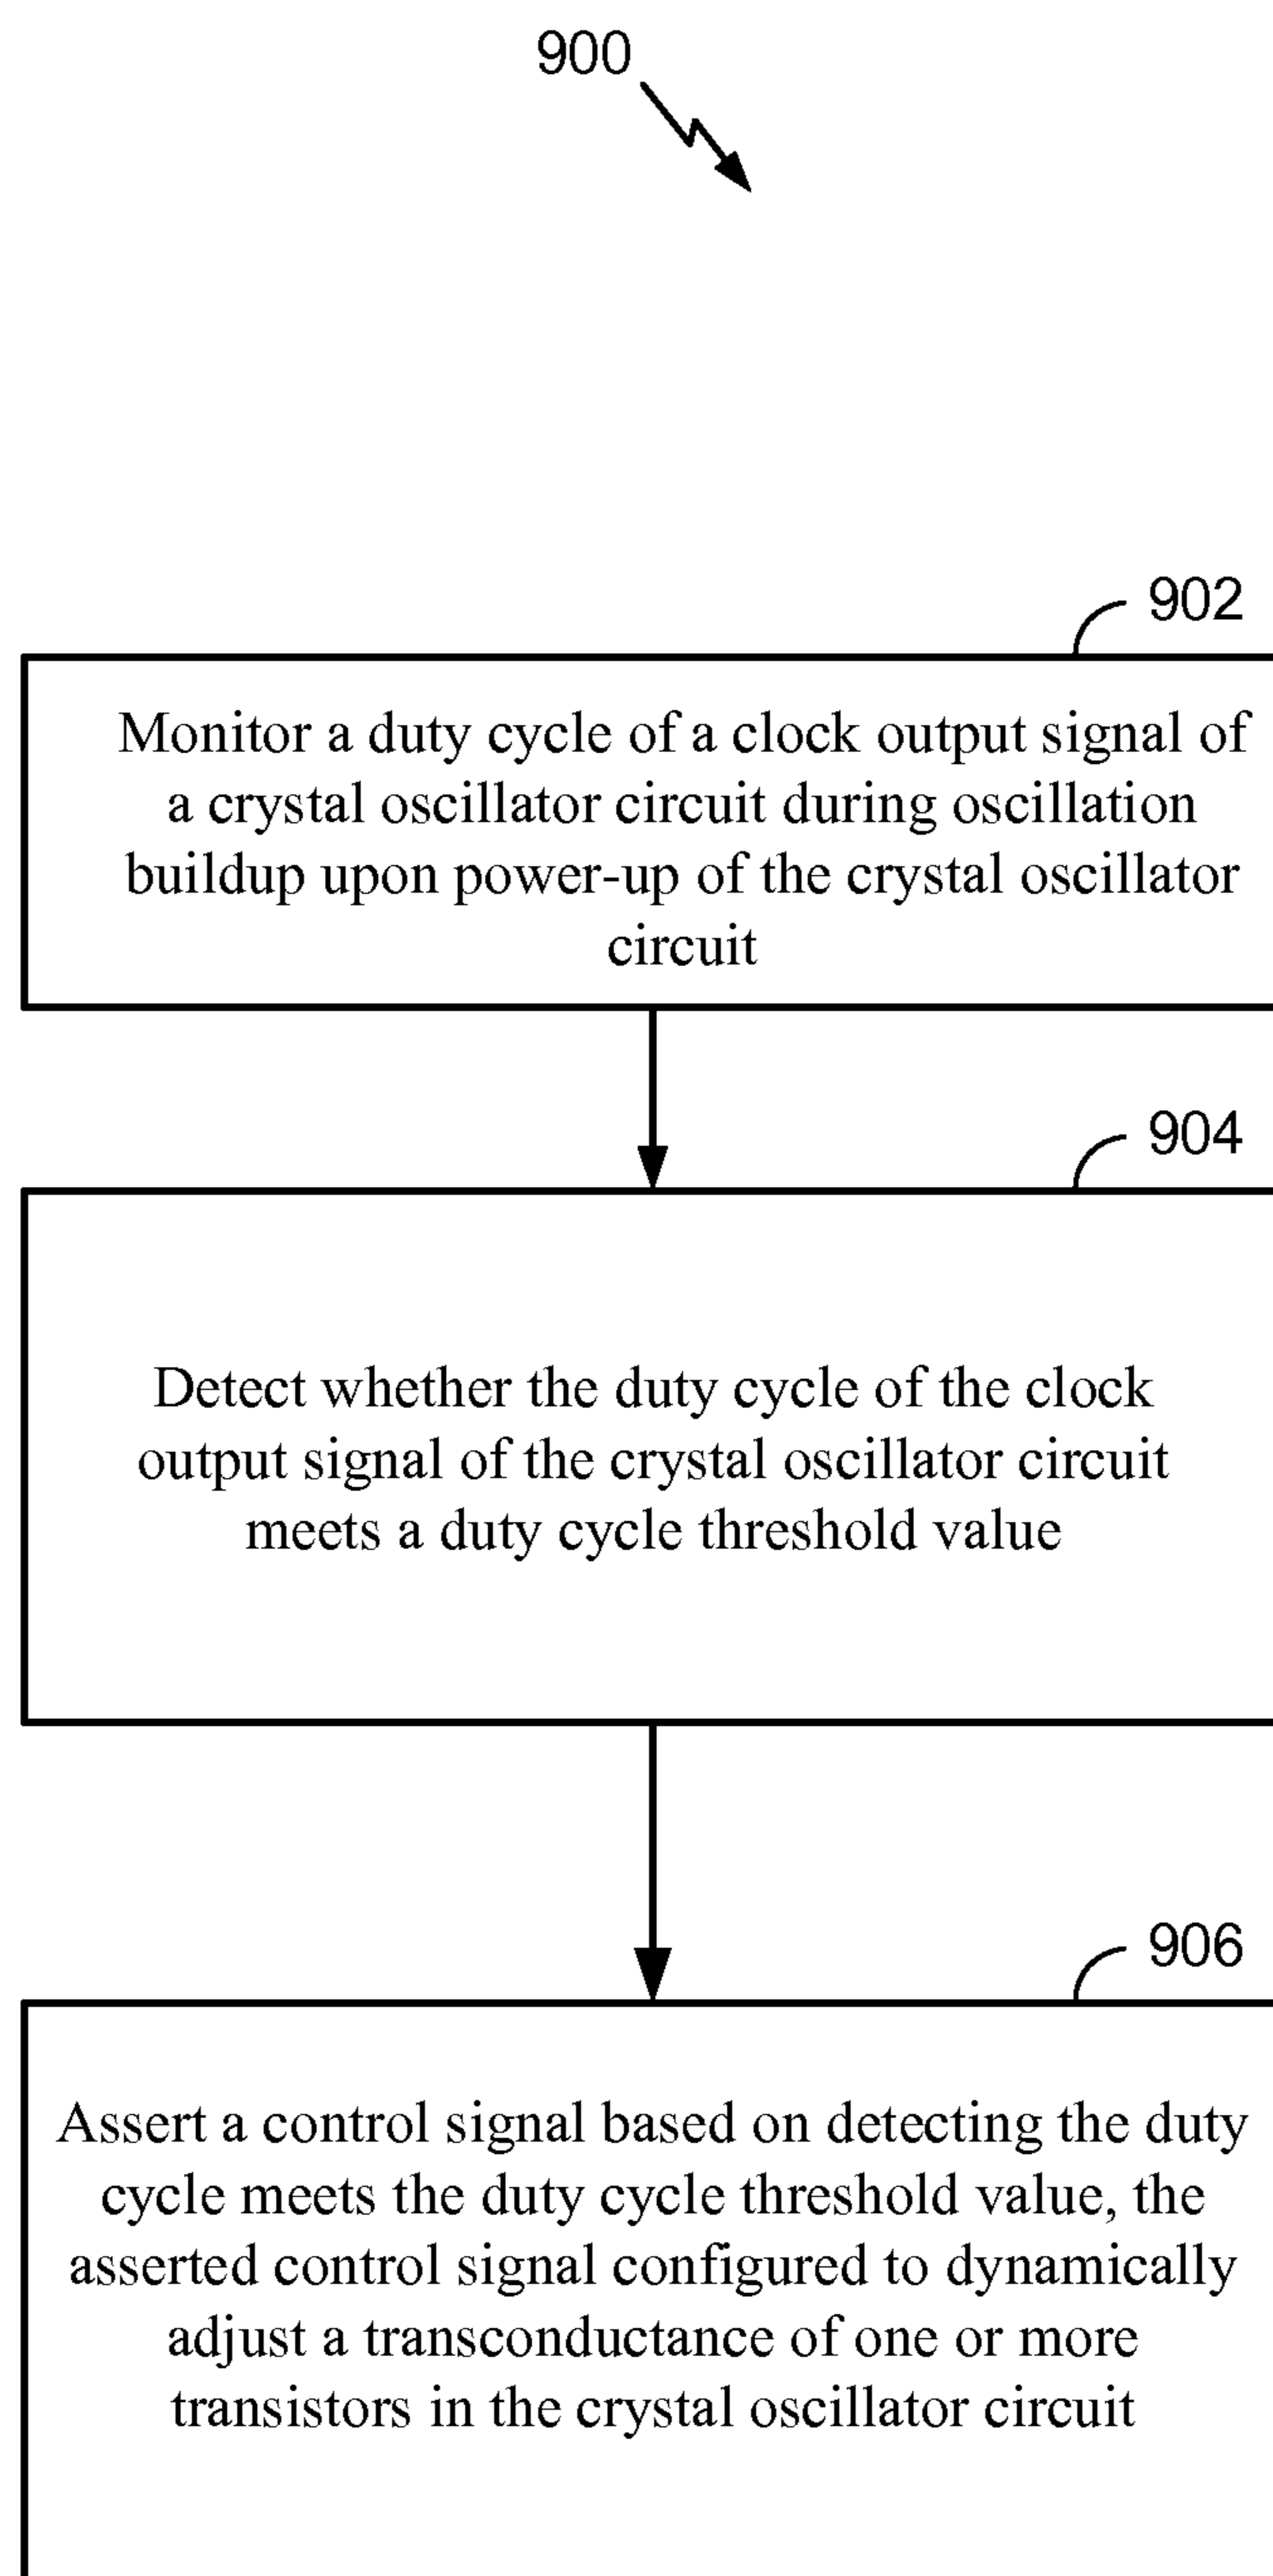 900
902
Monitor a duty cycle of a clock output signal of
a crystal oscillator circuit during oscillation
buildup upon power-up of the crystal oscillator
circuit
904
Detect whether the duty cycle of the clock
output signal of the crystal oscillator circuit
meets a duty cycle threshold value
906
Assert a control signal based on detecting the duty
cycle meets the duty cycle threshold value, the
asserted control signal configured to dynamically
adjust a transconductance of one or more
transistors in the crystal oscillator circuit